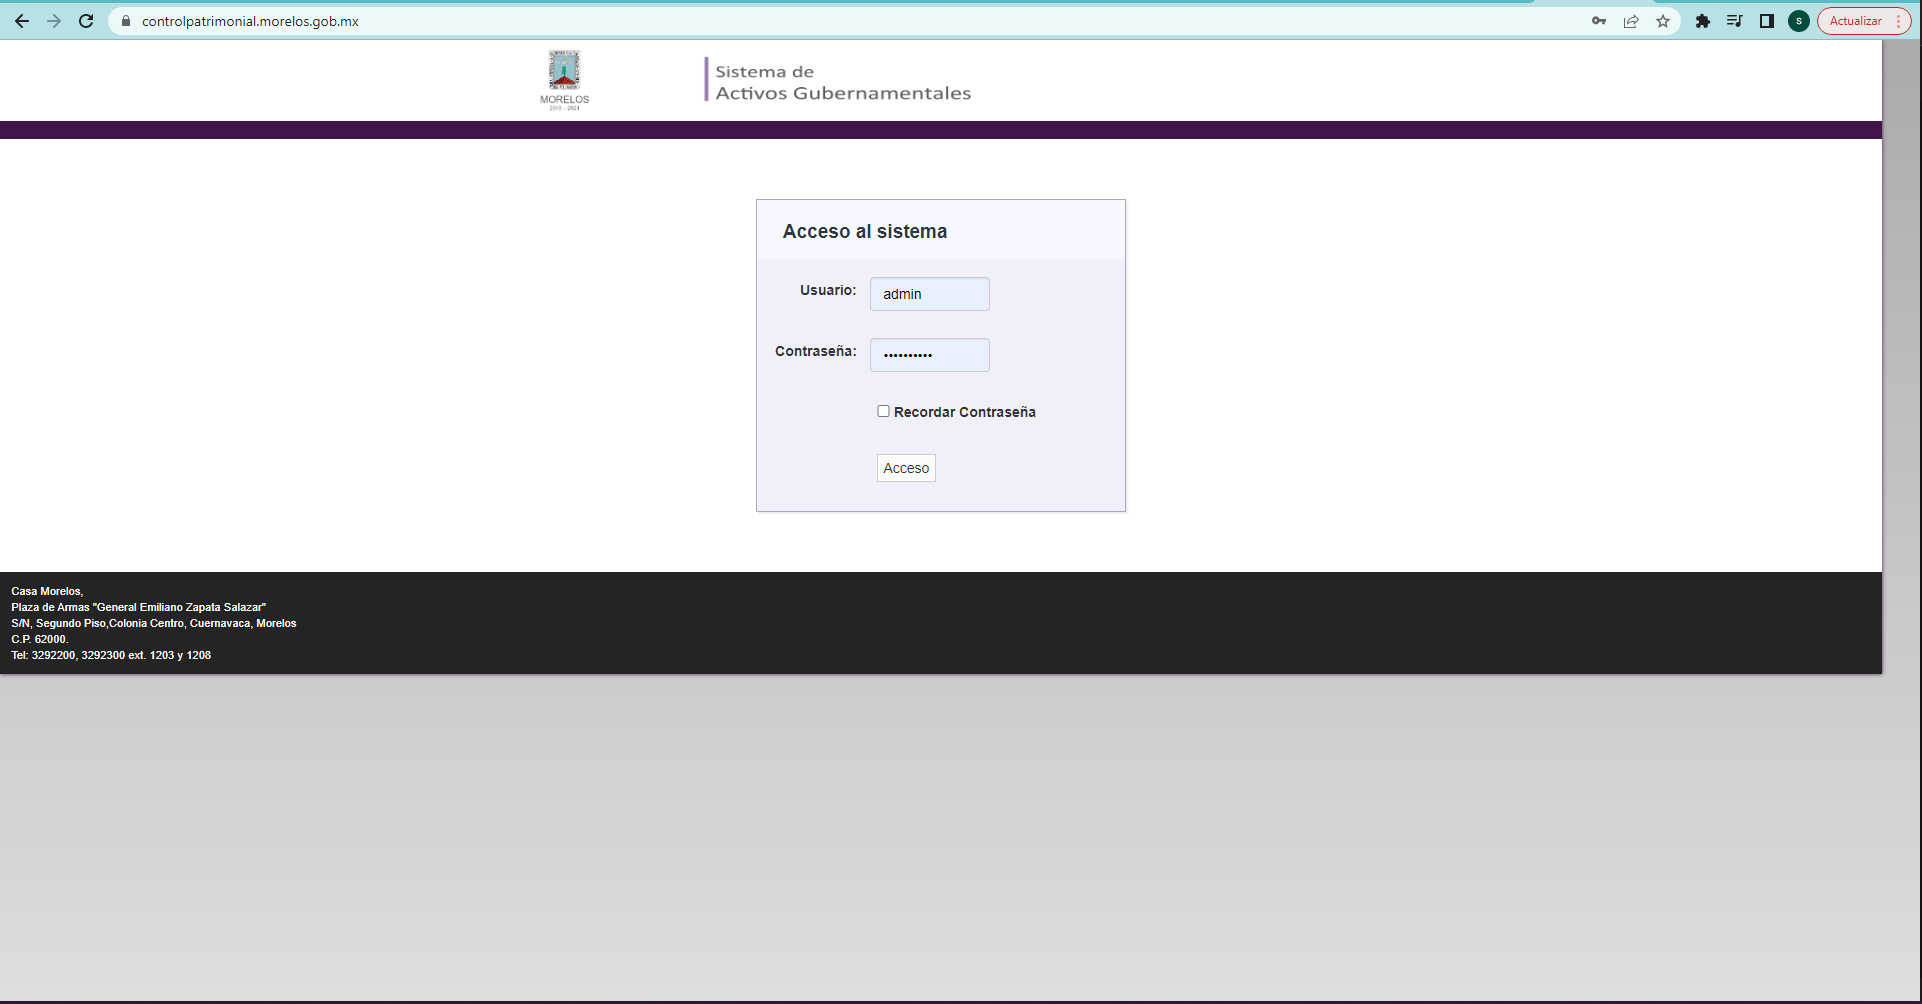 controlpatrimonial.morelos.gob.mx
S
Actualizar
MORELOS
2018 - 2024
Sistema de
Activos Gubernamentales
Acceso al sistema
Usuario:
admin
Contraseña:
••••••••••
Recordar Contraseña
Acceso
Casa Morelos,
Plaza de Armas "General Emiliano Zapata Salazar"
S/N, Segundo Piso,Colonia Centro, Cuernavaca, Morelos
C.P. 62000.
Tel: 3292200, 3292300 ext. 1203 y 1208